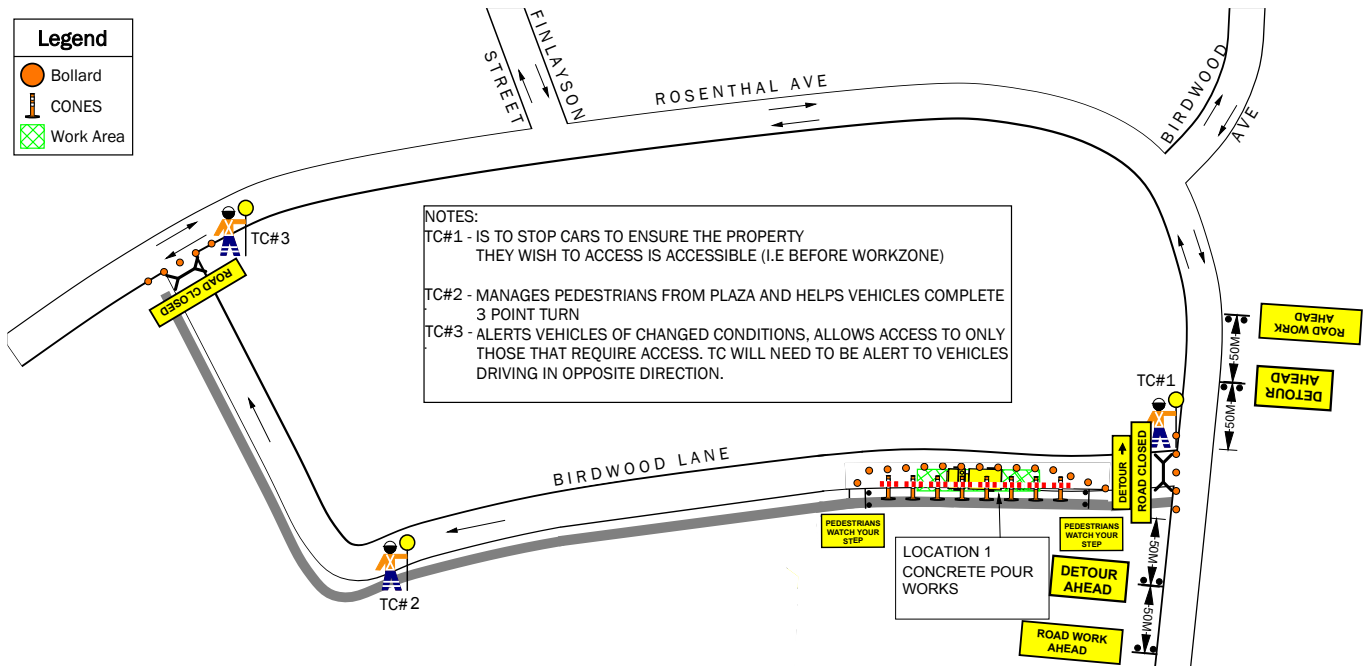 Legend
Bollard
CONES
Work Area
FINLAYSON
STREET
ROSENTHAL AVE
BIRDWOOD
AVE
TC#3
ROAD CLOSED
NOTES:
TC#1 - IS TO STOP CARS TO ENSURE THE PROPERTY
THEY WISH TO ACCESS IS ACCESSIBLE (I.E BEFORE WORKZONE)
TC#2 - MANAGES PEDESTRIANS FROM PLAZA AND HELPS VEHICLES COMPLETE
3 POINT TURN
TC#3 - ALERTS VEHICLES OF CHANGED CONDITIONS, ALLOWS ACCESS TO ONLY
THOSE THAT REQUIRE ACCESS. TC WILL NEED TO BE ALERT TO VEHICLES
DRIVING IN OPPOSITE DIRECTION.
ROAD WORK
AHEAD
50M
DETOUR
AHEAD
50M
TC#1
DETOUR
ROAD CLOSED
BIRDWOOD LANE
TC#2
PEDESTRIANS
WATCH YOUR
STEP
PEDESTRIANS
WATCH YOUR
STEP
LOCATION 1
CONCRETE POUR
WORKS
50M
DETOUR
AHEAD
50M
ROAD WORK
AHEAD